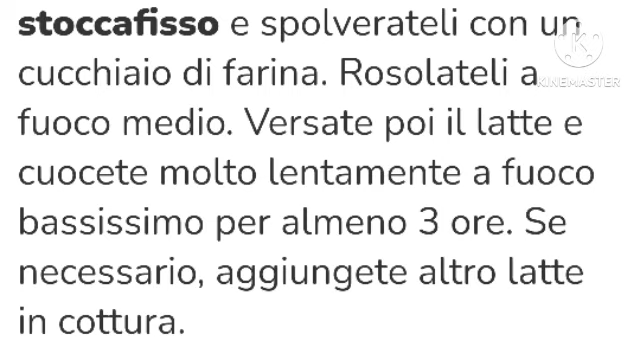 stoccafisso e spolverateli con un
cucchiaio di farina. Rosolateli a
fuoco medio. Versate poi il latte e
cuocete molto lentamente a fuoco
bassissimo per almeno 3 ore. Se
necessario, aggiungete altro latte
in cottura.
K
KINEMASTER